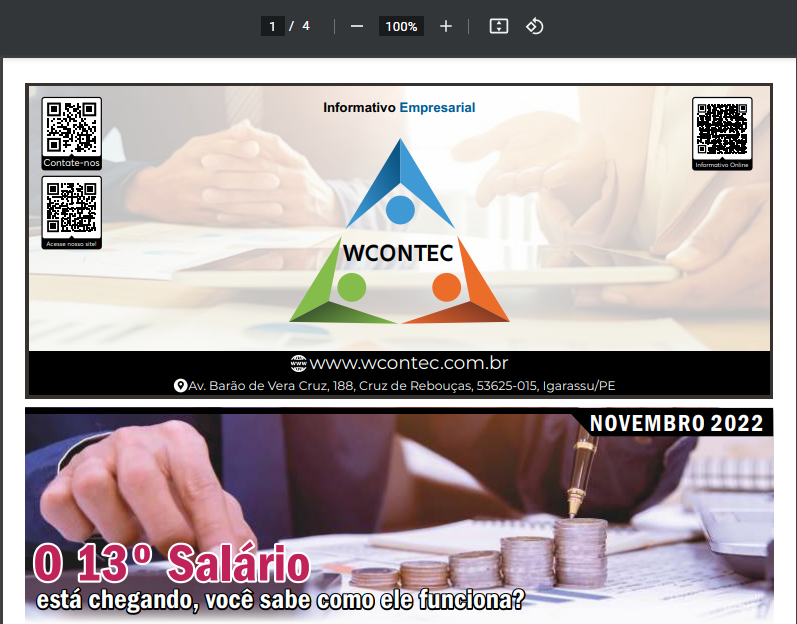 1 / 4
100%
Informativo Empresarial
Contate-nos
Informativo Online
Acesse nosso site!
WCONTEC
www
www.wcontec.com.br
Av. Barão de Vera Cruz, 188, Cruz de Rebouças, 53625-015, Igarassu/PE
NOVEMBRO 2022
O 13º Salário
está chegando, você sabe como ele funciona?